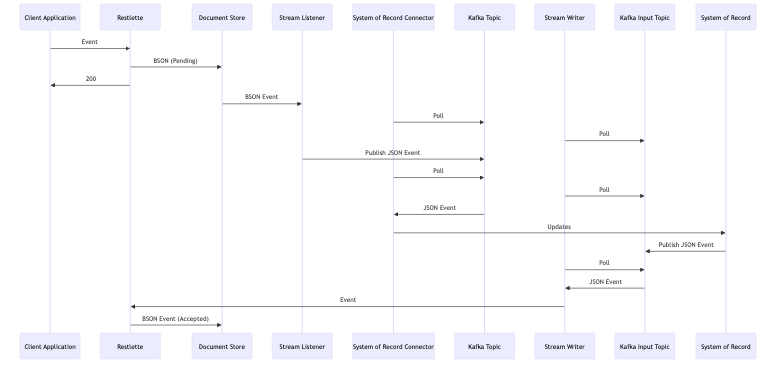 Client Application Restlette Document Store Stream Listener System of Record Connector Kafka Topic Stream Writer Kafka Input Topic System of Record
Event
BSON (Pending)
200
BSON Event
Poll
Poll
Publish JSON Event
Poll
Poll
JSON Event
Updates
Publish JSON Event
Poll
JSON Event
Event
BSON Event (Accepted)
Client Application Restlette Document Store Stream Listener System of Record Connector Kafka Topic Stream Writer Kafka Input Topic System of Record